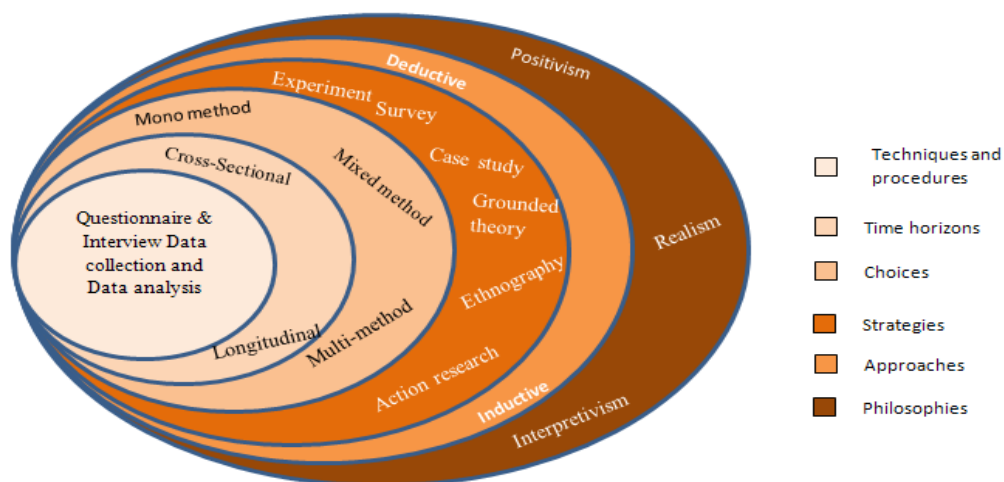 Positivism
Deductive
Experiment
Survey
Mono method
Cross-Sectional
Mixed method
Case study
Grounded
theory
Questionnaire &
Interview Data
collection and
Data analysis
Realism
Ethnography
Longitudinal
Multi-method
Action research
Inductive
Interpretivism
Techniques and
procedures
Time horizons
Choices
Strategies
Approaches
Philosophies